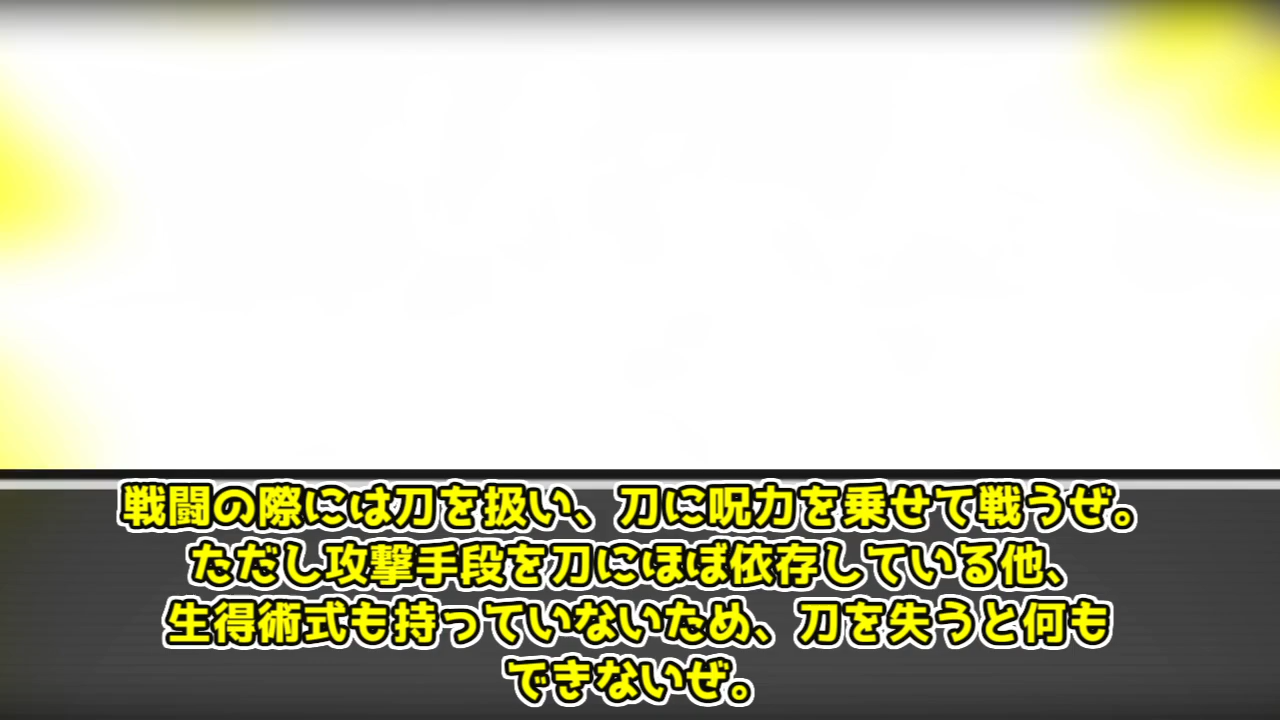 戦闘の際には刀を扱い、刀に呪力を乗せて戦うぜ。
ただし攻撃手段を刀にほぼ依存している他、
生得術式も持っていないため、刀を失うと何も
できないぜ。